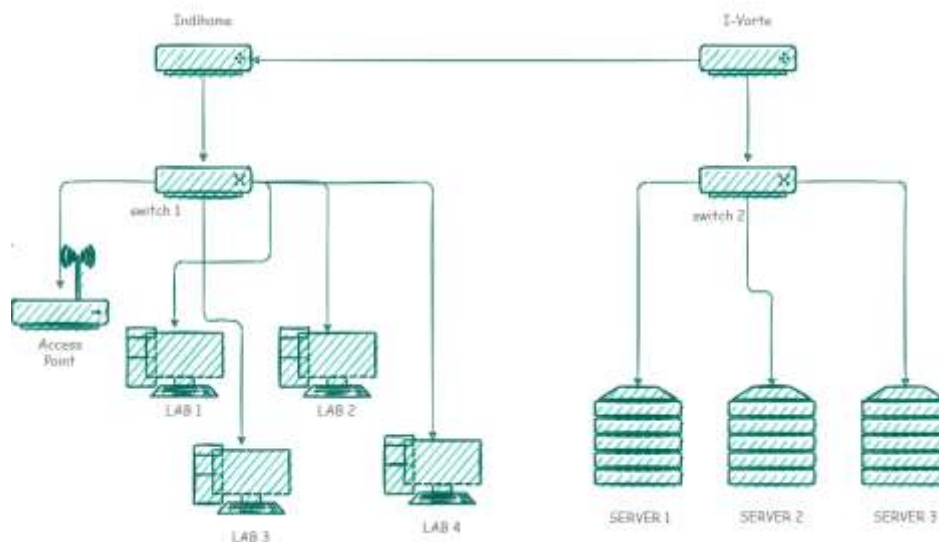 Indihome
I-Vorte
switch 1
switch 2
Access
Point
LAB 1
LAB 2
LAB 3
LAB 4
SERVER 1
SERVER 2
SERVER 3